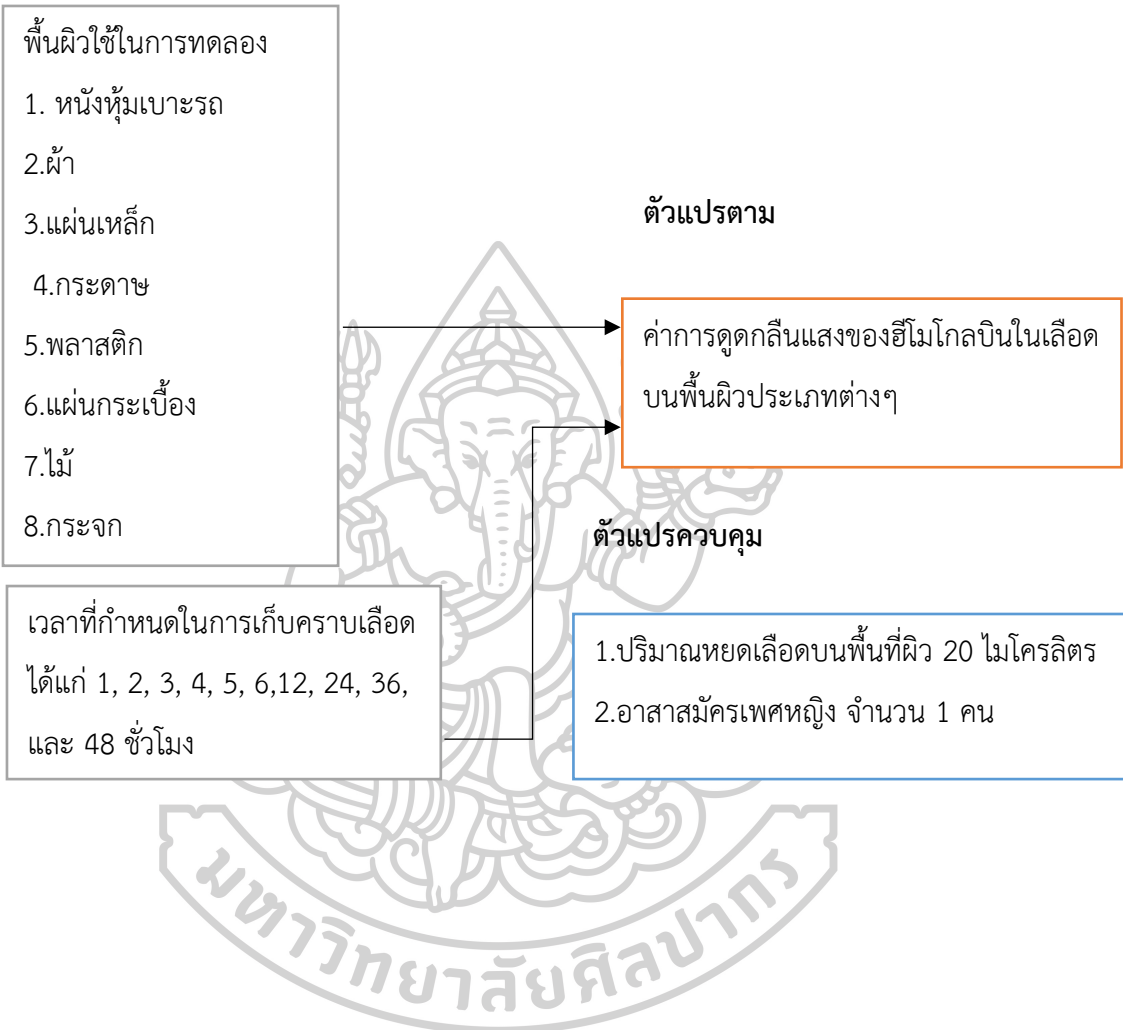 พื้นผิวใช้ในการทดลอง
1. หนังหุ้มเบาะรถ
2.ผ้า
3.แผ่นเหล็ก
4.กระดาษ
5.พลาสติก
6.แผ่นกระเบื้อง
7.ไม้
8.กระจก
ตัวแปรตาม
ค่าการดูดกลืนแสงของฮีโมโกลบินในเลือด
บนพื้นผิวประเภทต่างๆ
ตัวแปรควบคุม
เวลาที่กำหนดในการเก็บคราบเลือด
ได้แก่ 1, 2, 3, 4, 5, 6,12, 24, 36,
และ 48 ชั่วโมง
1.ปริมาณหยดเลือดบนพื้นที่ผิว 20 ไมโครลิตร
2.อาสาสมัครเพศหญิง จำนวน 1 คน
มหาวิทยาลัยศิลปากร